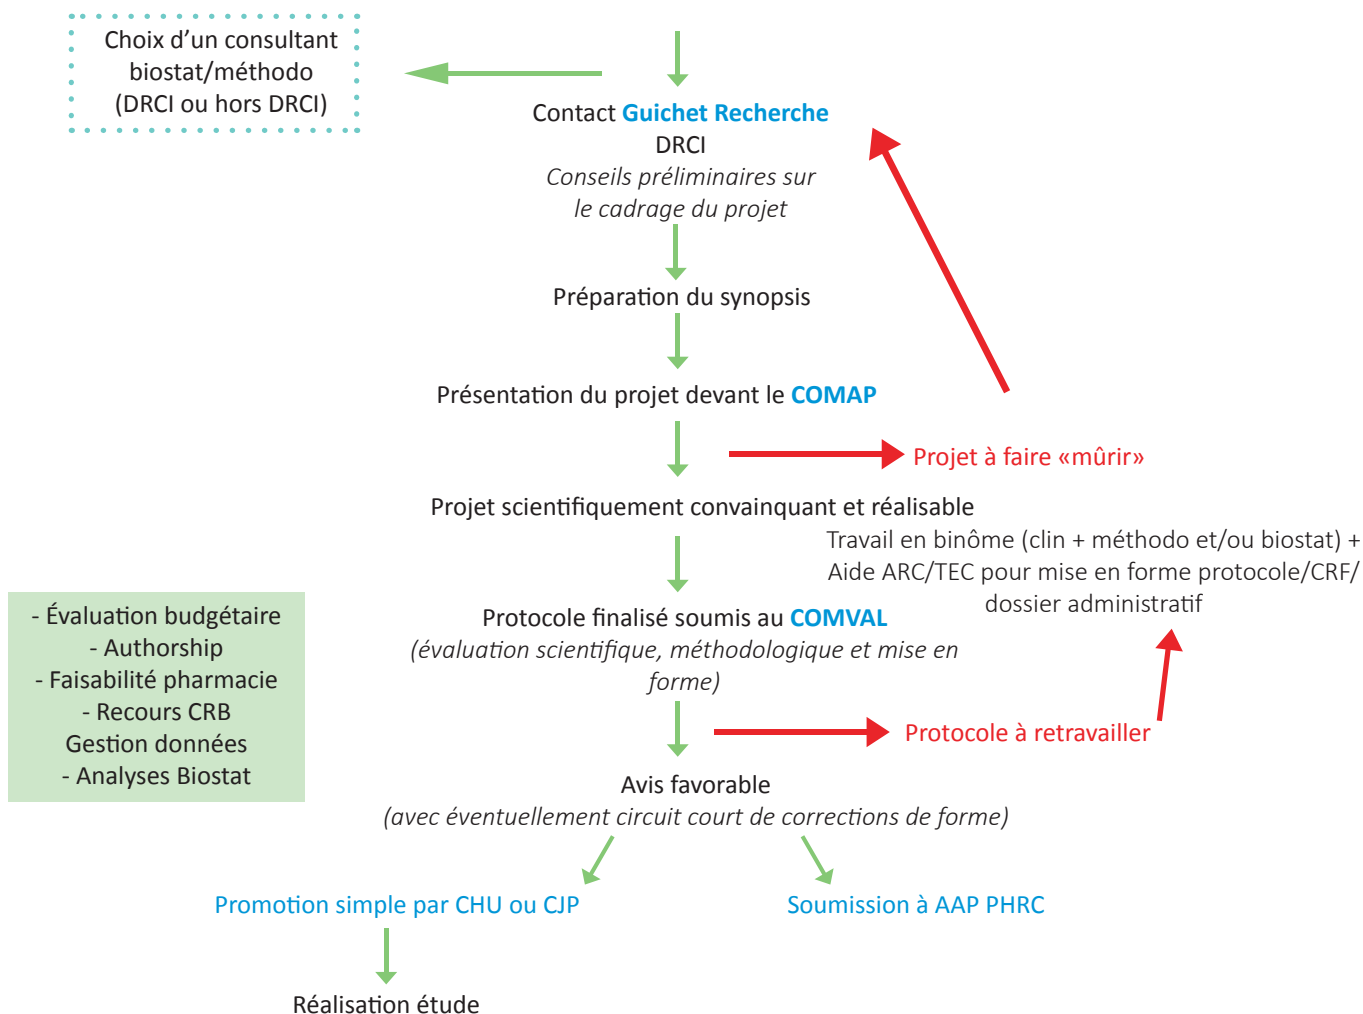 Choix d’un consultant
biostat/méthodo
(DRCI ou hors DRCI)
Contact Guichet Recherche
DRCI
Conseils préliminaires sur
le cadrage du projet
Préparation du synopsis
Présentation du projet devant le COMAP
Projet à faire «mûrir»
Projet scientifiquement convainquant et réalisable
Travail en binôme (clin + méthodo et/ou biostat) +
Aide ARC/TEC pour mise en forme protocole/CRF/
dossier administratif
- Évaluation budgétaire
- Authorship
- Faisabilité pharmacie
- Recours CRB
Gestion données
- Analyses Biostat
Protocole finalisé soumis au COMVAL
(évaluation scientifique, méthodologique et mise en
forme)
Protocole à retravailler
Avis favorable
(avec éventuellement circuit court de corrections de forme)
Promotion simple par CHU ou CJP
Soumission à AAP PHRC
Réalisation étude